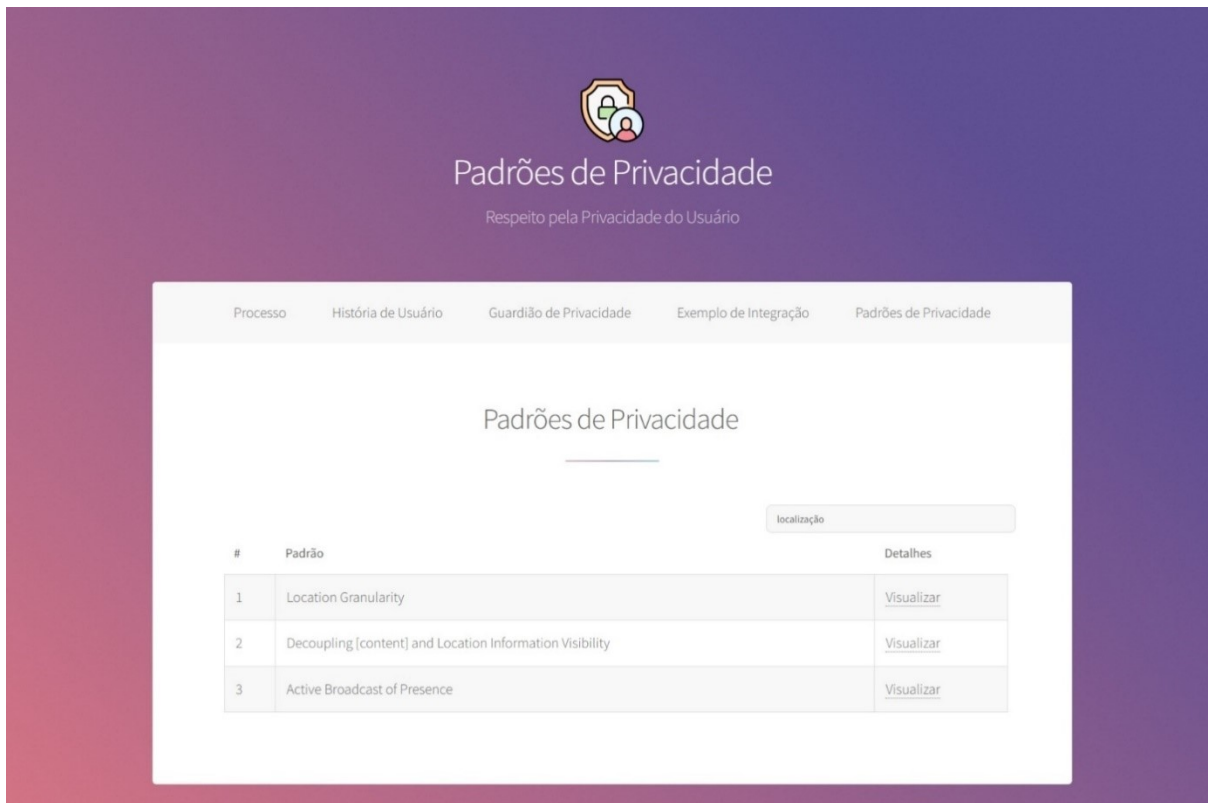 Padrões de Privacidade
Respeito pela Privacidade do Usuário
Processo História de Usuário Guardião de Privacidade Exemplo de Integração Padrões de Privacidade
Padrões de Privacidade
localização
# Padrão Detalhes
1 Location Granularity Visualizar
2 Decoupling [content] and Location Information Visibility Visualizar
3 Active Broadcast of Presence Visualizar